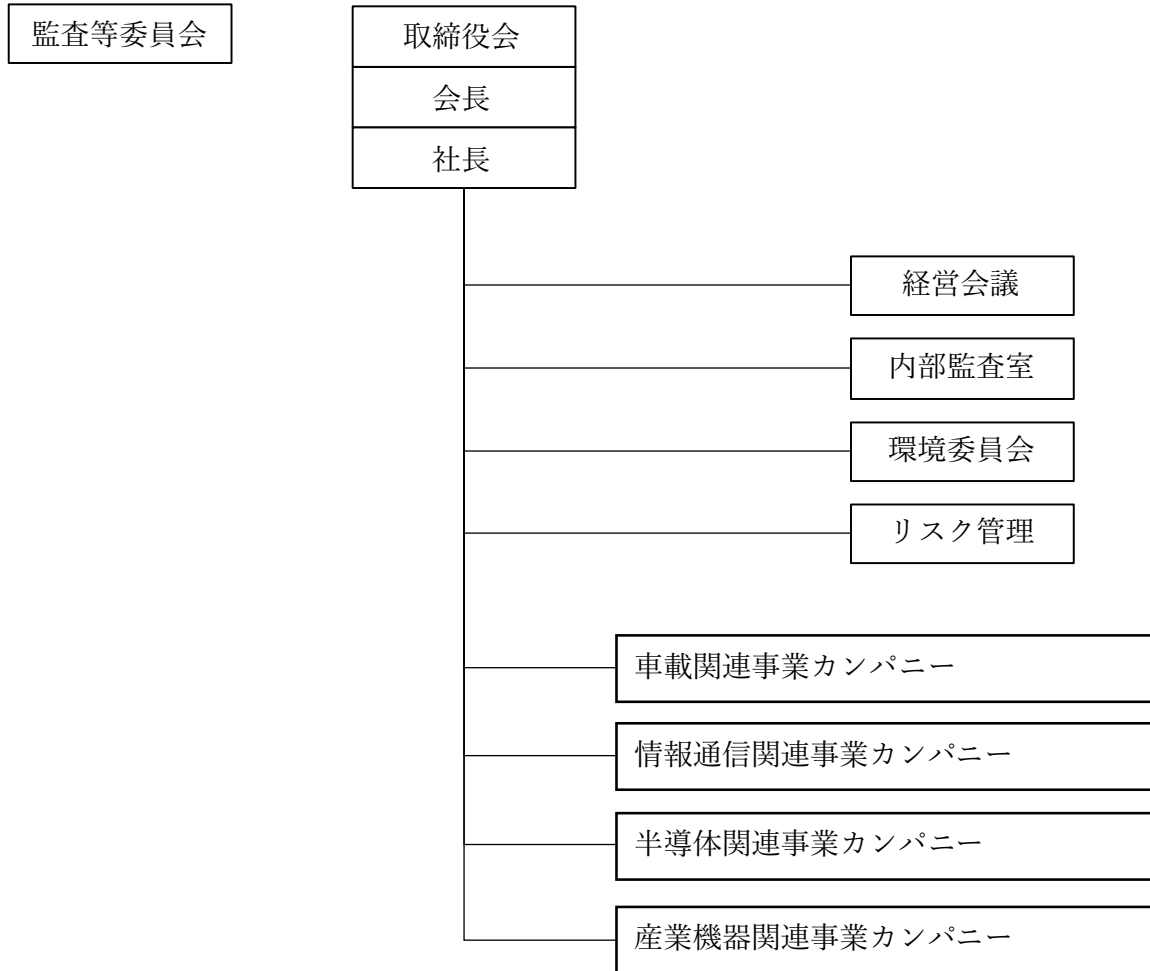 監査等委員会
取締役会
会長
社長
経営会議
内部監査室
環境委員会
リスク管理
車載関連事業カンパニー
情報通信関連事業カンパニー
半導体関連事業カンパニー
産業機器関連事業カンパニー